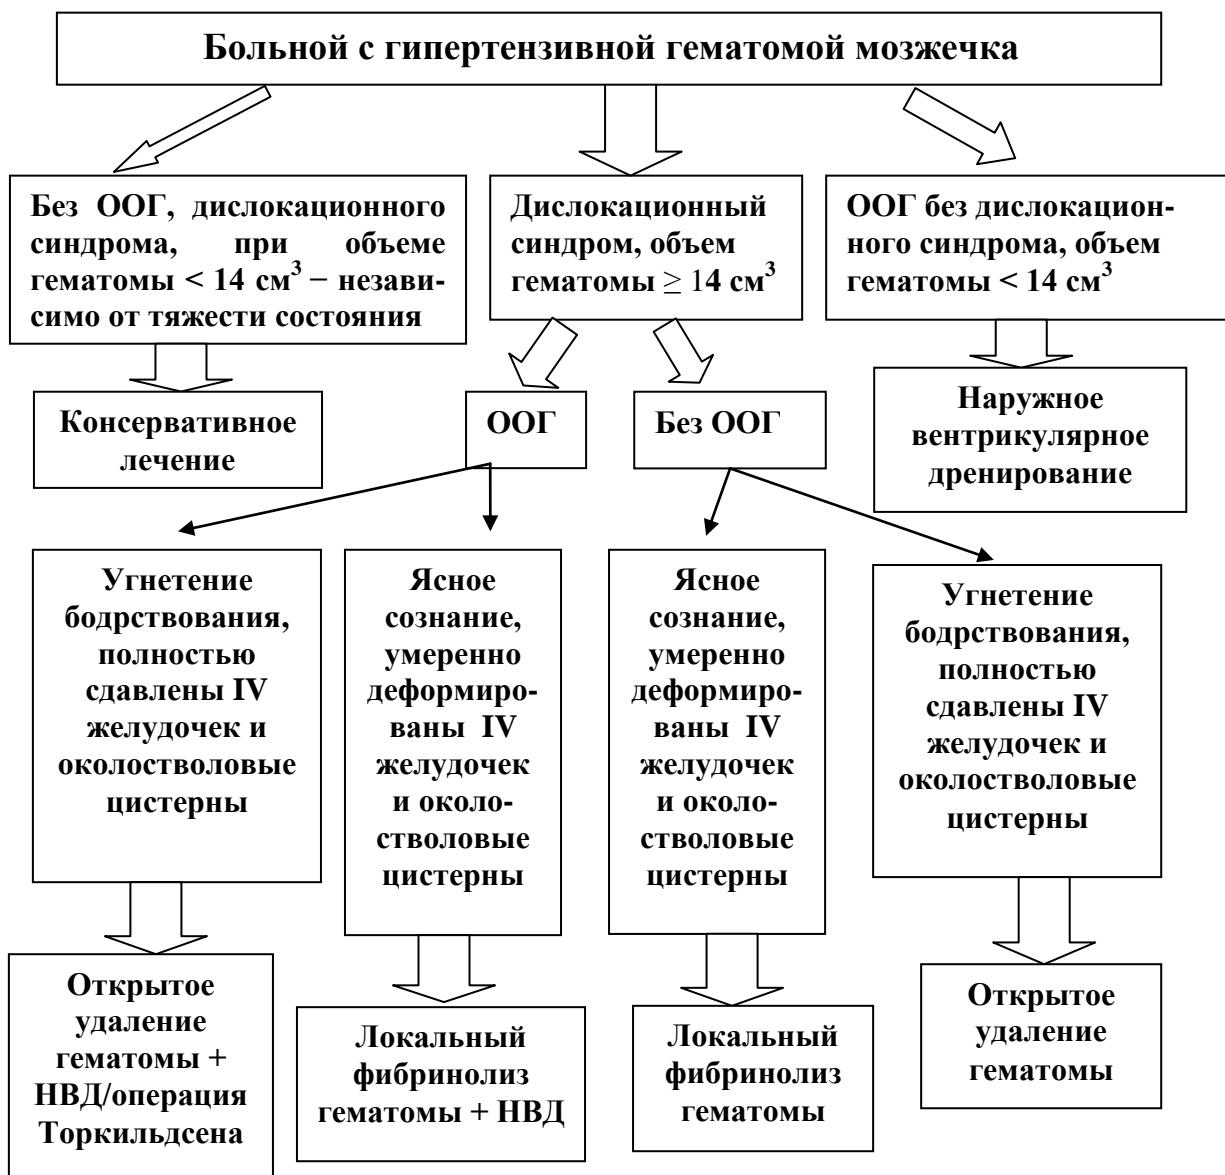 Больной с гипертензивной гематомой мозжечка
Без ООГ, дислокационного
синдрома, при объеме
гематомы < 14 см³ − незави-
симо от тяжести состояния
Дислокационный
синдром, объем
гематомы ≥ 14 см³
ООГ без дислокацион-
ного синдрома, объем
гематомы < 14 см³
Консервативное
лечение
ООГ
Без ООГ
Наружное
вентрикулярное
дренирование
Угнетение
бодрствования,
полностью
сдавлены IV
желудочек и
околостволовые
цистерны
Ясное
сознание,
умеренно
деформиро-
ваны IV
желудочек
и около-
стволовые
цистерны
Ясное
сознание,
умеренно
деформиро-
ваны IV
желудочек
и около-
стволовые
цистерны
Угнетение
бодрствования,
полностью
сдавлены IV
желудочек и
околостволовые
цистерны
Открытое
удаление
гематомы +
НВД/операция
Торкильдсена
Локальный
фибринолиз
гематомы + НВД
Локальный
фибринолиз
гематомы
Открытое
удаление
гематомы